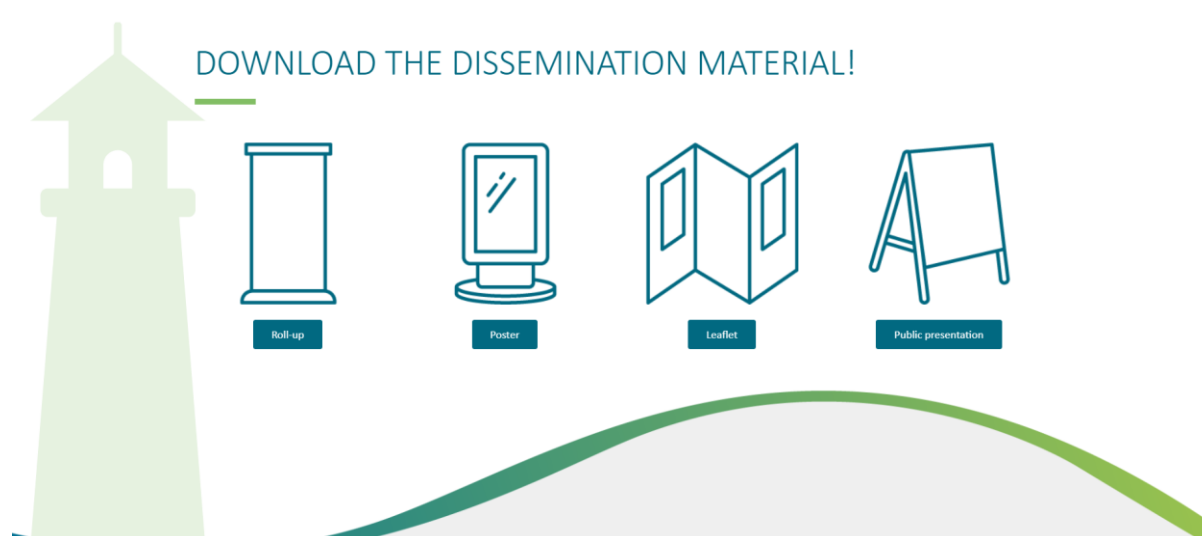 DOWNLOAD THE DISSEMINATION MATERIAL!
Roll-up
Poster
Leaflet
Public presentation